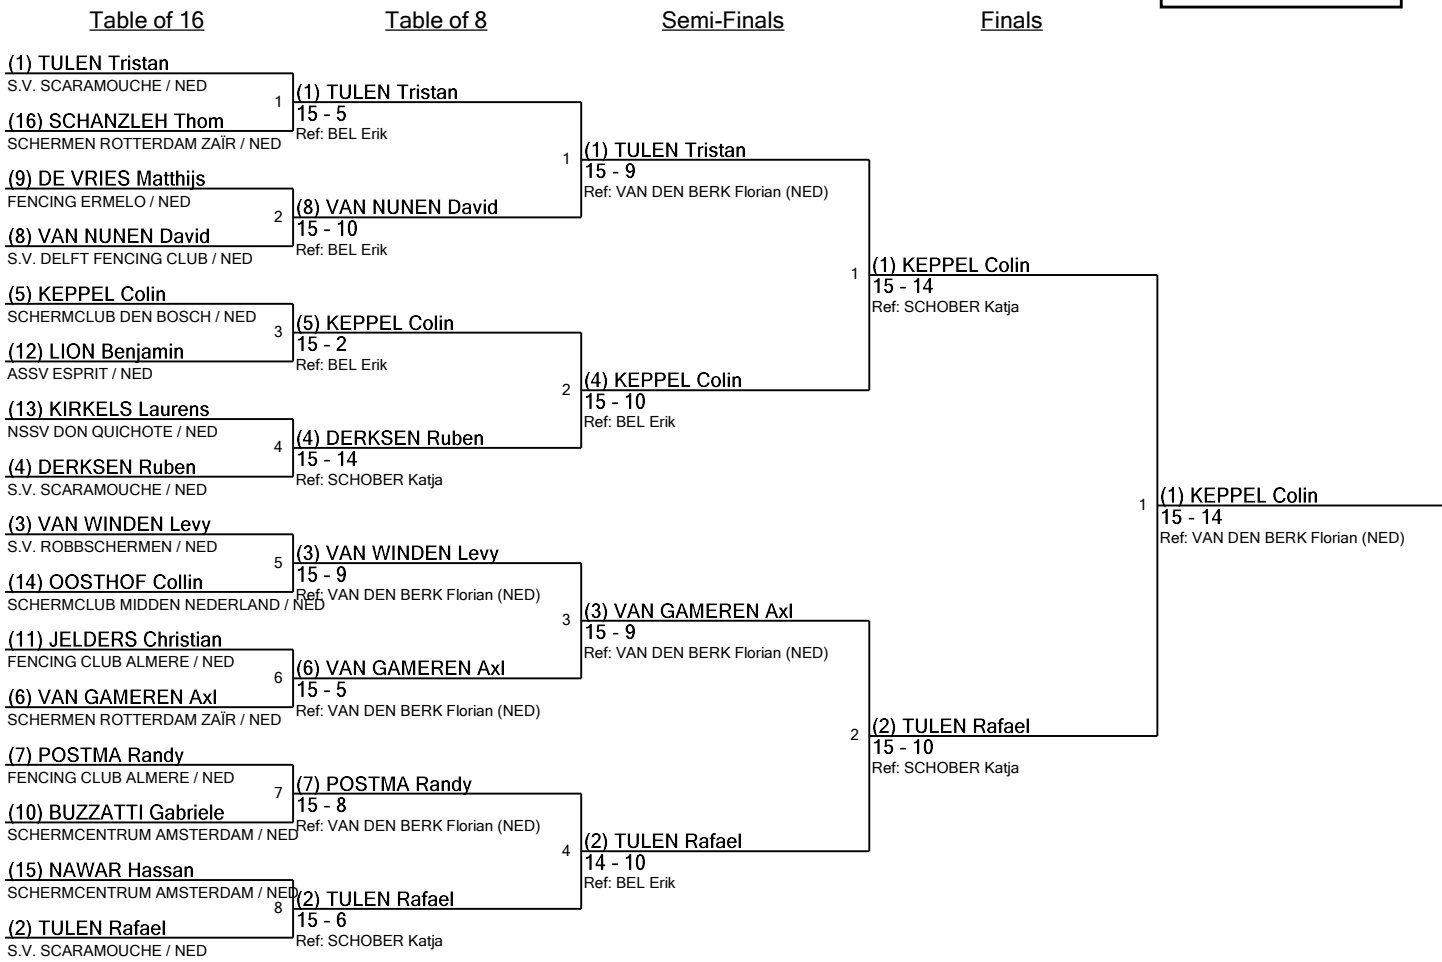 Table of 16
Table of 8
Semi-Finals
Finals
(1) TULEN Tristan
S.V. SCARAMOUCHE / NED
1
(16) SCHANZLEH Thom
SCHERMEN ROTTERDAM ZAÏR / NED
(9) DE VRIES Matthijs
FENCING ERMELO / NED
2
(8) VAN NUNEN David
S.V. DELFT FENCING CLUB / NED
(5) KEPPEL Colin
SCHERMCLUB DEN BOSCH / NED
3
(12) LION Benjamin
ASSV ESPRIT / NED
(13) KIRKELS Laurens
NSSV DON QUICHOTE / NED
4
(4) DERKSEN Ruben
S.V. SCARAMOUCHE / NED
(3) VAN WINDEN Levy
S.V. ROBBSCHERMEN / NED
5
(14) OOSTHOF Collin
SCHERMCLUB MIDDEN NEDERLAND / NED
(11) JELDERS Christian
FENCING CLUB ALMERE / NED
6
(6) VAN GAMEREN Axl
SCHERMEN ROTTERDAM ZAÏR / NED
(7) POSTMA Randy
FENCING CLUB ALMERE / NED
7
(10) BUZZATTI Gabriele
SCHERMCENTRUM AMSTERDAM / NED
(15) NAWAR Hassan
SCHERMCENTRUM AMSTERDAM / NED
8
(2) TULEN Rafael
S.V. SCARAMOUCHE / NED
(1) TULEN Tristan
15 - 5
Ref: BEL Erik
1
(8) VAN NUNEN David
15 - 10
Ref: BEL Erik
(5) KEPPEL Colin
15 - 2
Ref: BEL Erik
2
(4) DERKSEN Ruben
15 - 14
Ref: SCHOBER Katja
(3) VAN WINDEN Levy
15 - 9
Ref: VAN DEN BERK Florian (NED)
3
(6) VAN GAMEREN Axl
15 - 5
Ref: VAN DEN BERK Florian (NED)
(7) POSTMA Randy
15 - 8
Ref: VAN DEN BERK Florian (NED)
4
(2) TULEN Rafael
15 - 6
Ref: SCHOBER Katja
(1) TULEN Tristan
15 - 9
Ref: VAN DEN BERK Florian (NED)
1
(4) KEPPEL Colin
15 - 10
Ref: BEL Erik
(3) VAN GAMEREN Axl
15 - 9
Ref: VAN DEN BERK Florian (NED)
2
(2) TULEN Rafael
14 - 10
Ref: BEL Erik
(1) KEPPEL Colin
15 - 14
Ref: SCHOBER Katja
1
(2) TULEN Rafael
15 - 10
Ref: SCHOBER Katja
(1) KEPPEL Colin
15 - 14
Ref: VAN DEN BERK Florian (NED)